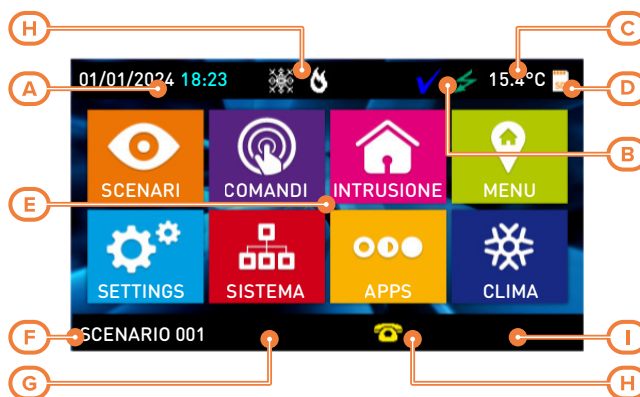 H
C
01/01/2024 18:23 15.4°C
A
D
B
SCENARI COMANDI INTRUSIONE MENU
E
SETTINGS SISTEMA APPS CLIMA
F
SCENARIO 001
I
G
H